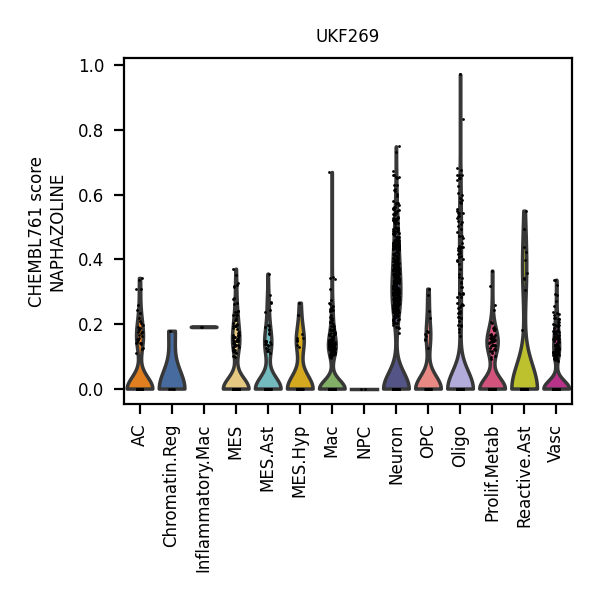 UKF269
CHEMBL761 score
NAPHAZOLINE
1.0
0.8
0.6
0.4
0.2
0.0
AC
Chromatin.Reg
Inflammatory.Mac
MES
MES.Ast
MES.Hyp
Mac
NPC
Neuron
OPC
Oligo
Prolif.Metab
Reactive.Ast
Vasc